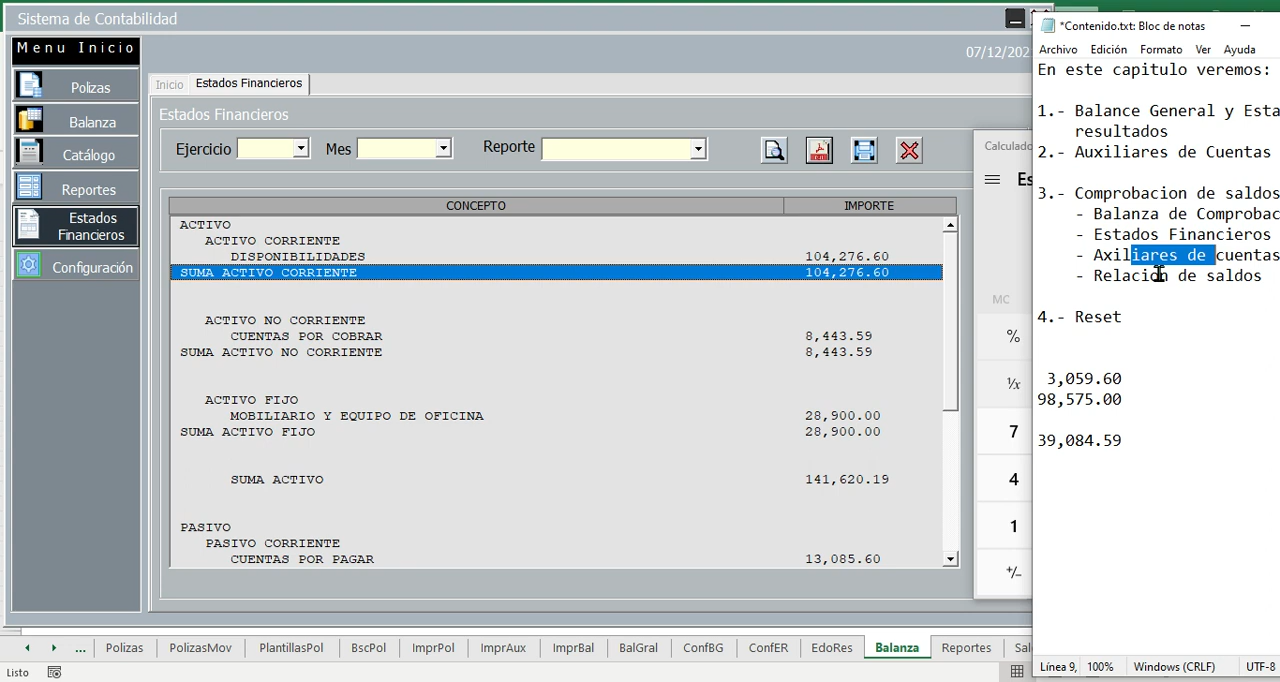 Sistema de Contabilidad
Menu Inicio
Polizas
Balanza
Catálogo
Reportes
Estados
Financieros
Configuración
07/12/202
Inicio
Estados Financieros
Estados Financieros
Ejercicio
Mes
Reporte
CONCEPTO IMPORTE
ACTIVO
ACTIVO CORRIENTE
DISPONIBILIDADES 104,276.60
SUMA ACTIVO CORRIENTE 104,276.60
ACTIVO NO CORRIENTE
CUENTAS POR COBRAR 8,443.59
SUMA ACTIVO NO CORRIENTE 8,443.59
ACTIVO FIJO
MOBILIARIO Y EQUIPO DE OFICINA 28,900.00
SUMA ACTIVO FIJO 28,900.00
SUMA ACTIVO 141,620.19
PASIVO
PASIVO CORRIENTE
CUENTAS POR PAGAR 13,085.60
Calculado
Es
MC
%
¹/x
7
4
1
+/-
*Contenido.txt: Bloc de notas
Archivo Edición Formato Ver Ayuda
En este capitulo veremos:
1.- Balance General y Esta
resultados
2.- Auxiliares de Cuentas
3.- Comprobacion de saldos
- Balanza de Comprobac
- Estados Financieros
- Axiliares de cuentas
- Relación de saldos
4.- Reset
3,059.60
98,575.00
39,084.59
Línea 9, 100% Windows (CRLF) UTF-8
... Polizas PolizasMov PlantillasPol BscPol ImprPol ImprAux ImprBal BalGral ConfBG ConfER EdoRes Balanza Reportes Sal
Listo